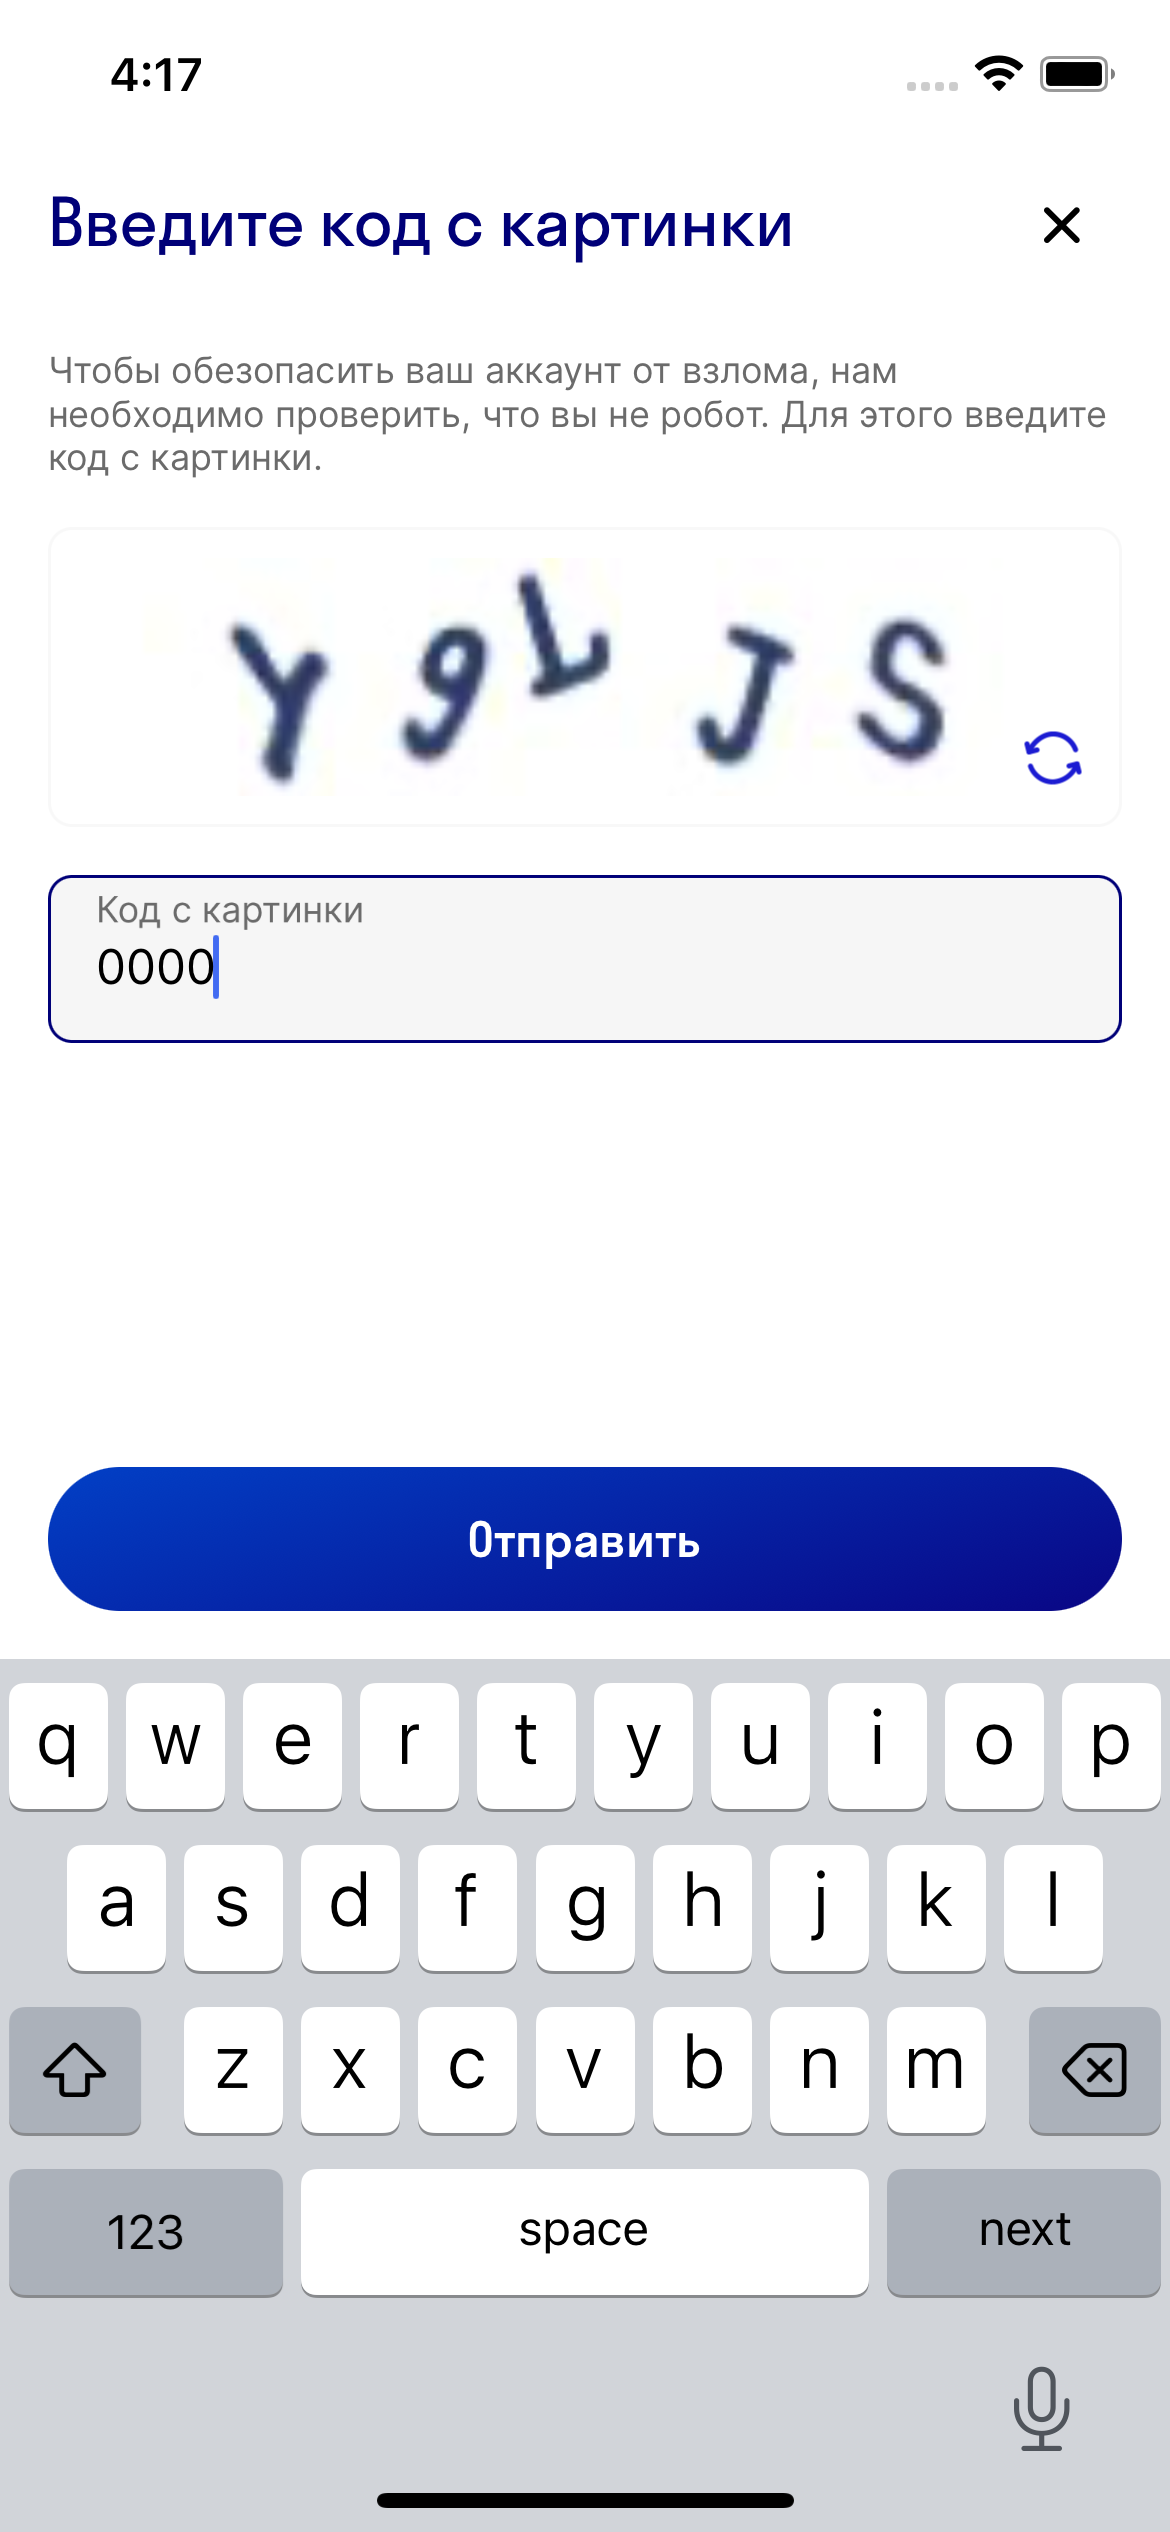 4:17
Введите код с картинки
Чтобы обезопасить ваш аккаунт от взлома, нам
необходимо проверить, что вы не робот. Для этого введите
код с картинки.
Y9LJS
Код с картинки
0000
Отправить
q w e r t y u i o p
a s d f g h j k l
z x c v b n m
123 space next